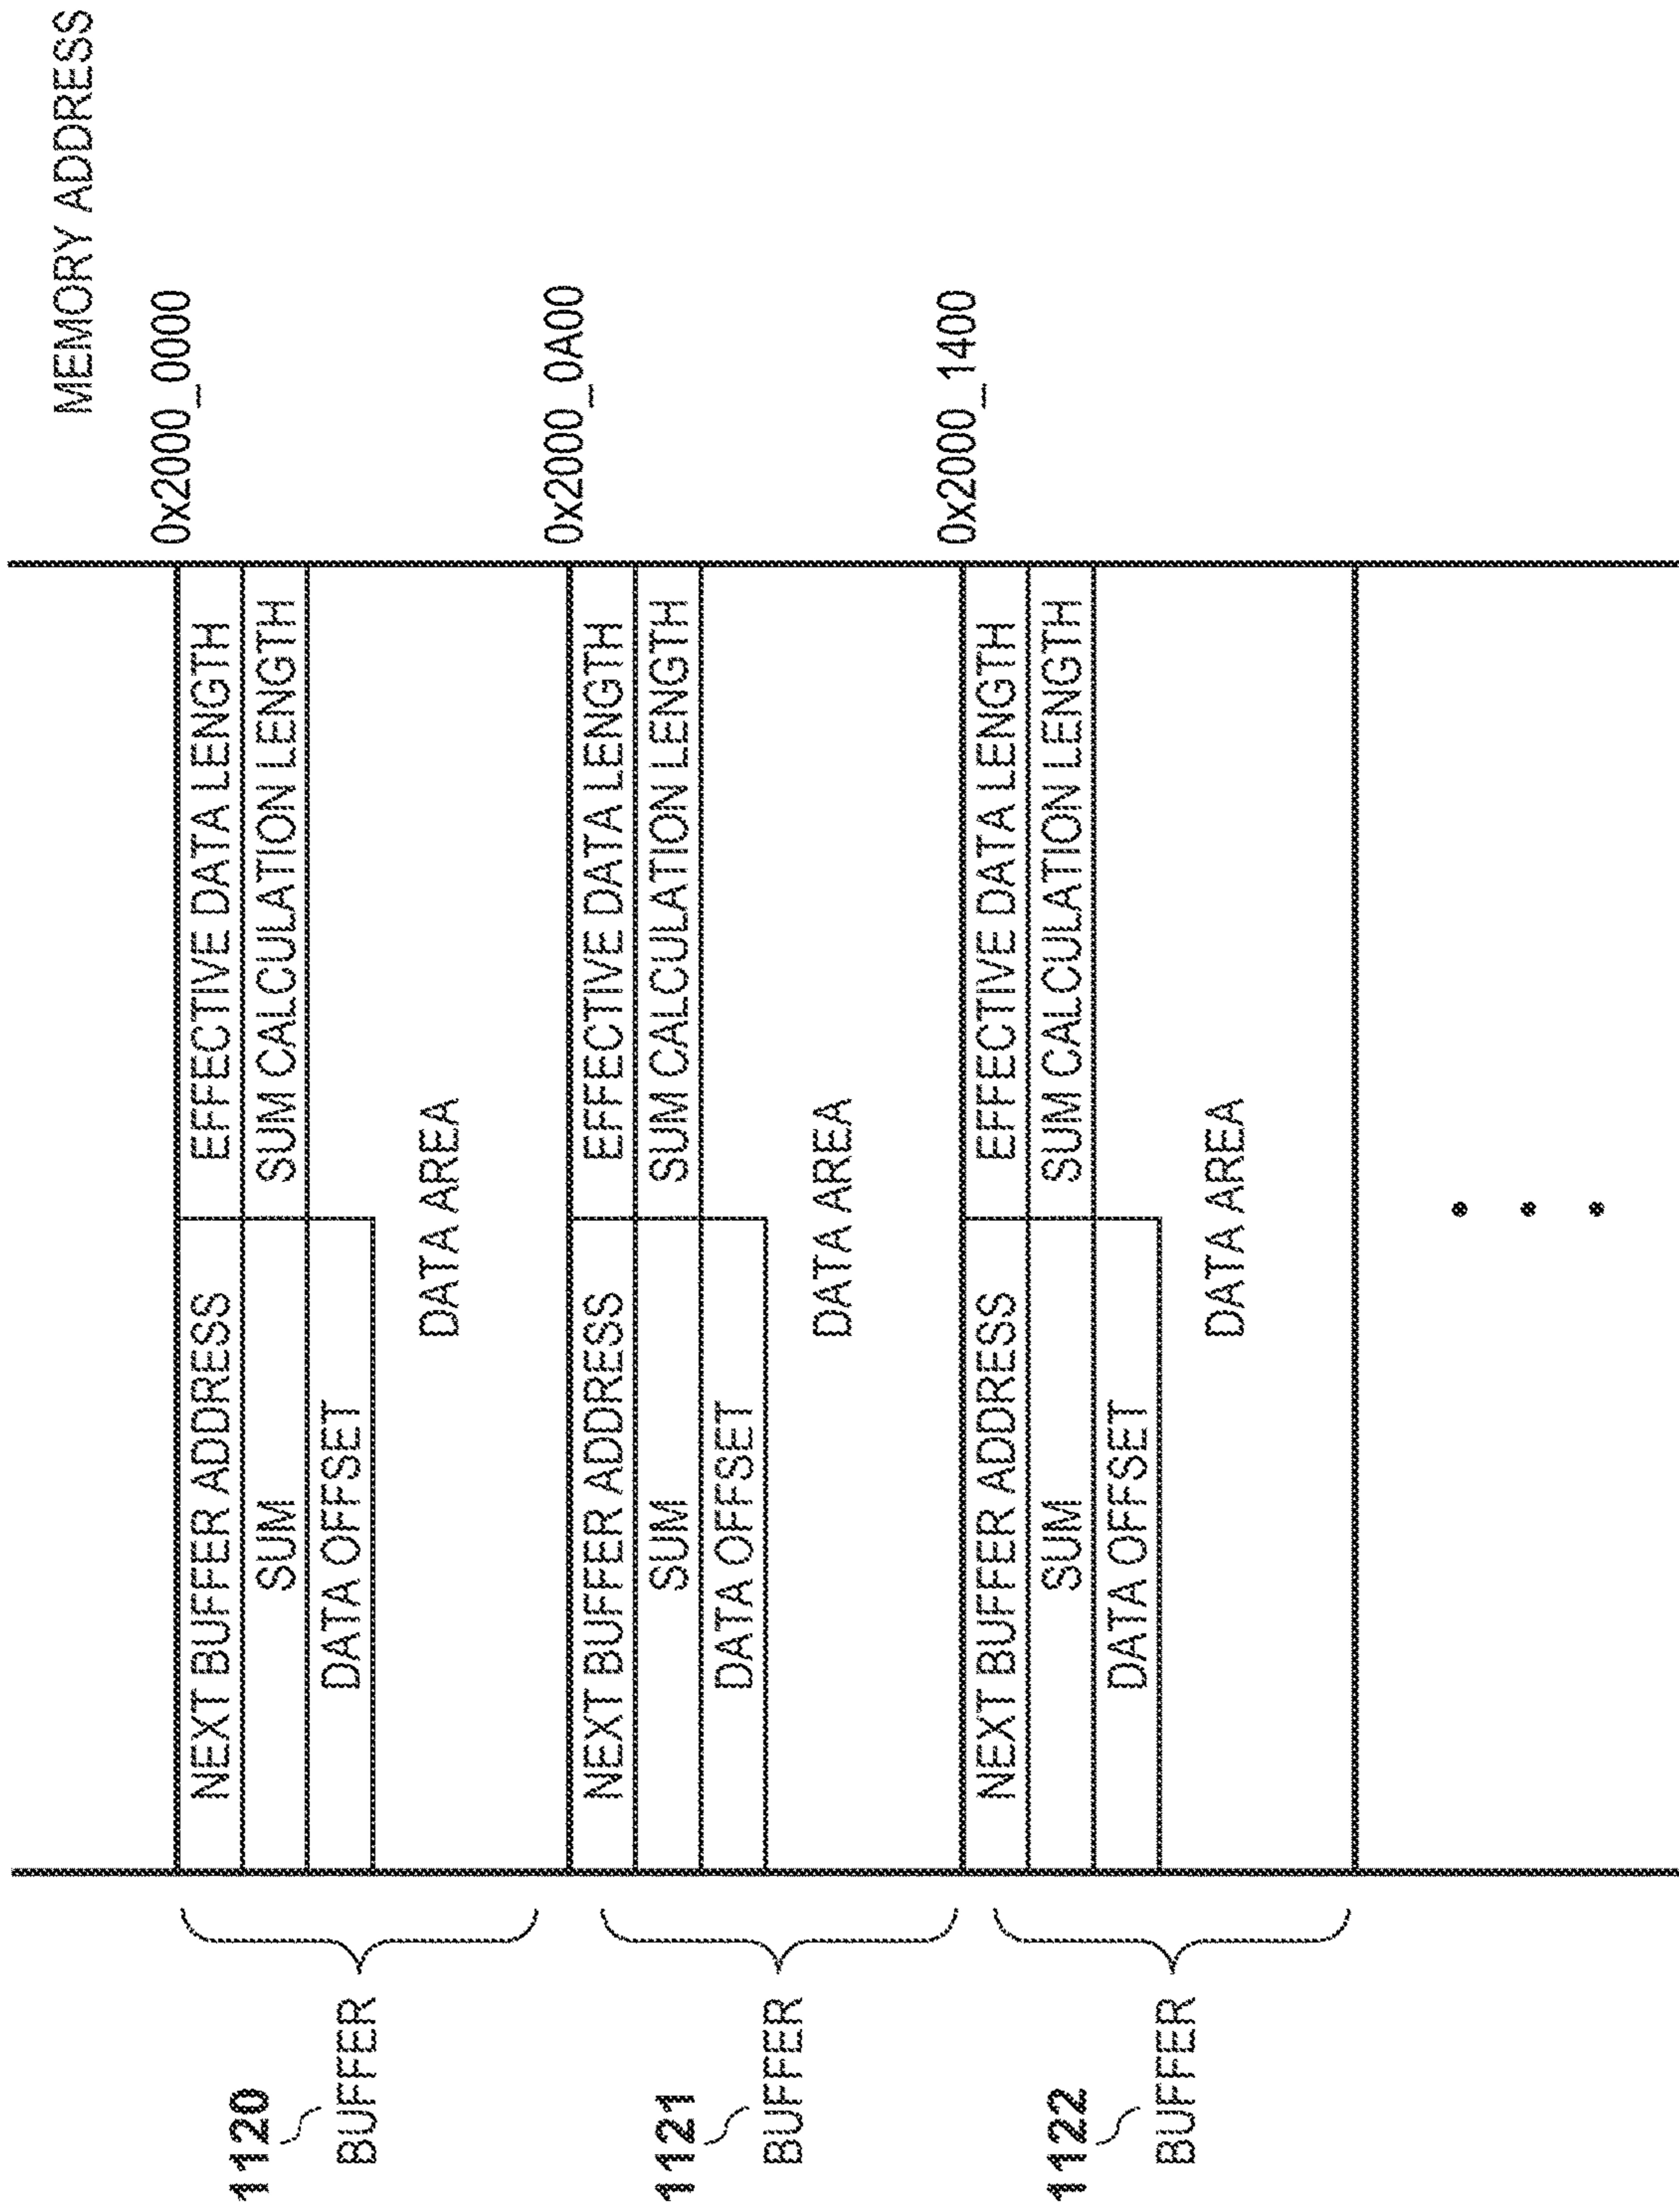 MEMORY ADDRESS
0x2000_0000
1120
BUFFER
NEXT BUFFER ADDRESS
EFFECTIVE DATA LENGTH
SUM
SUM CALCULATION LENGTH
DATA OFFSET
DATA AREA
0x2000_0A00
1121
BUFFER
NEXT BUFFER ADDRESS
EFFECTIVE DATA LENGTH
SUM
SUM CALCULATION LENGTH
DATA OFFSET
DATA AREA
0x2000_1400
1122
BUFFER
NEXT BUFFER ADDRESS
EFFECTIVE DATA LENGTH
SUM
SUM CALCULATION LENGTH
DATA OFFSET
DATA AREA